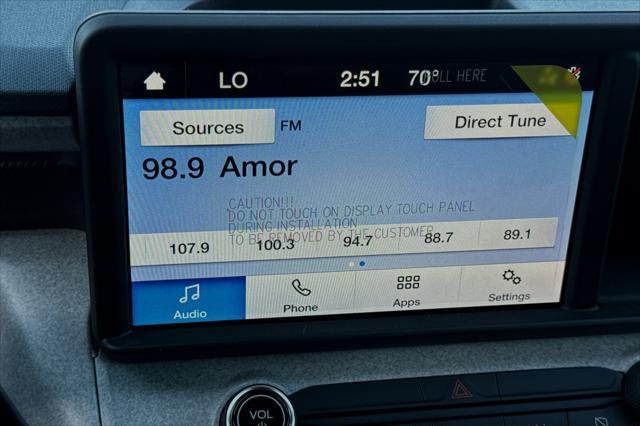 LO 2:51 70° PULL HERE
Sources FM Direct Tune
98.9 Amor
CAUTION!!!
DO NOT TOUCH ON DISPLAY TOUCH PANEL
DURING INSTALLATION
TO BE REMOVED BY THE CUSTOMER
107.9 100.3 94.7 88.7 89.1
Audio Phone Apps Settings
VOL